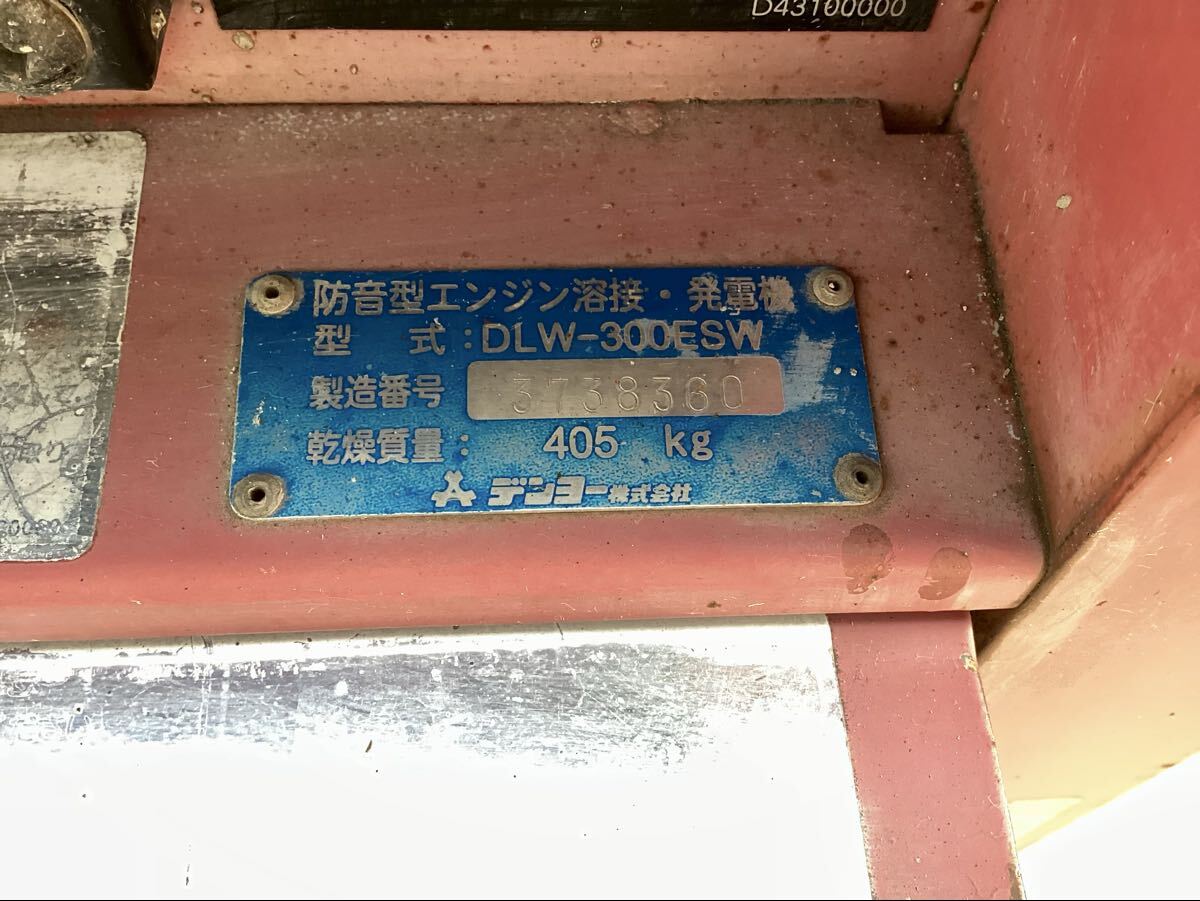 D43100000
防音型エンジン溶接・発電機
型 式:DLW-300ESW
製造番号 3738360
乾燥質量: 405 kg
デンヨー株式会社